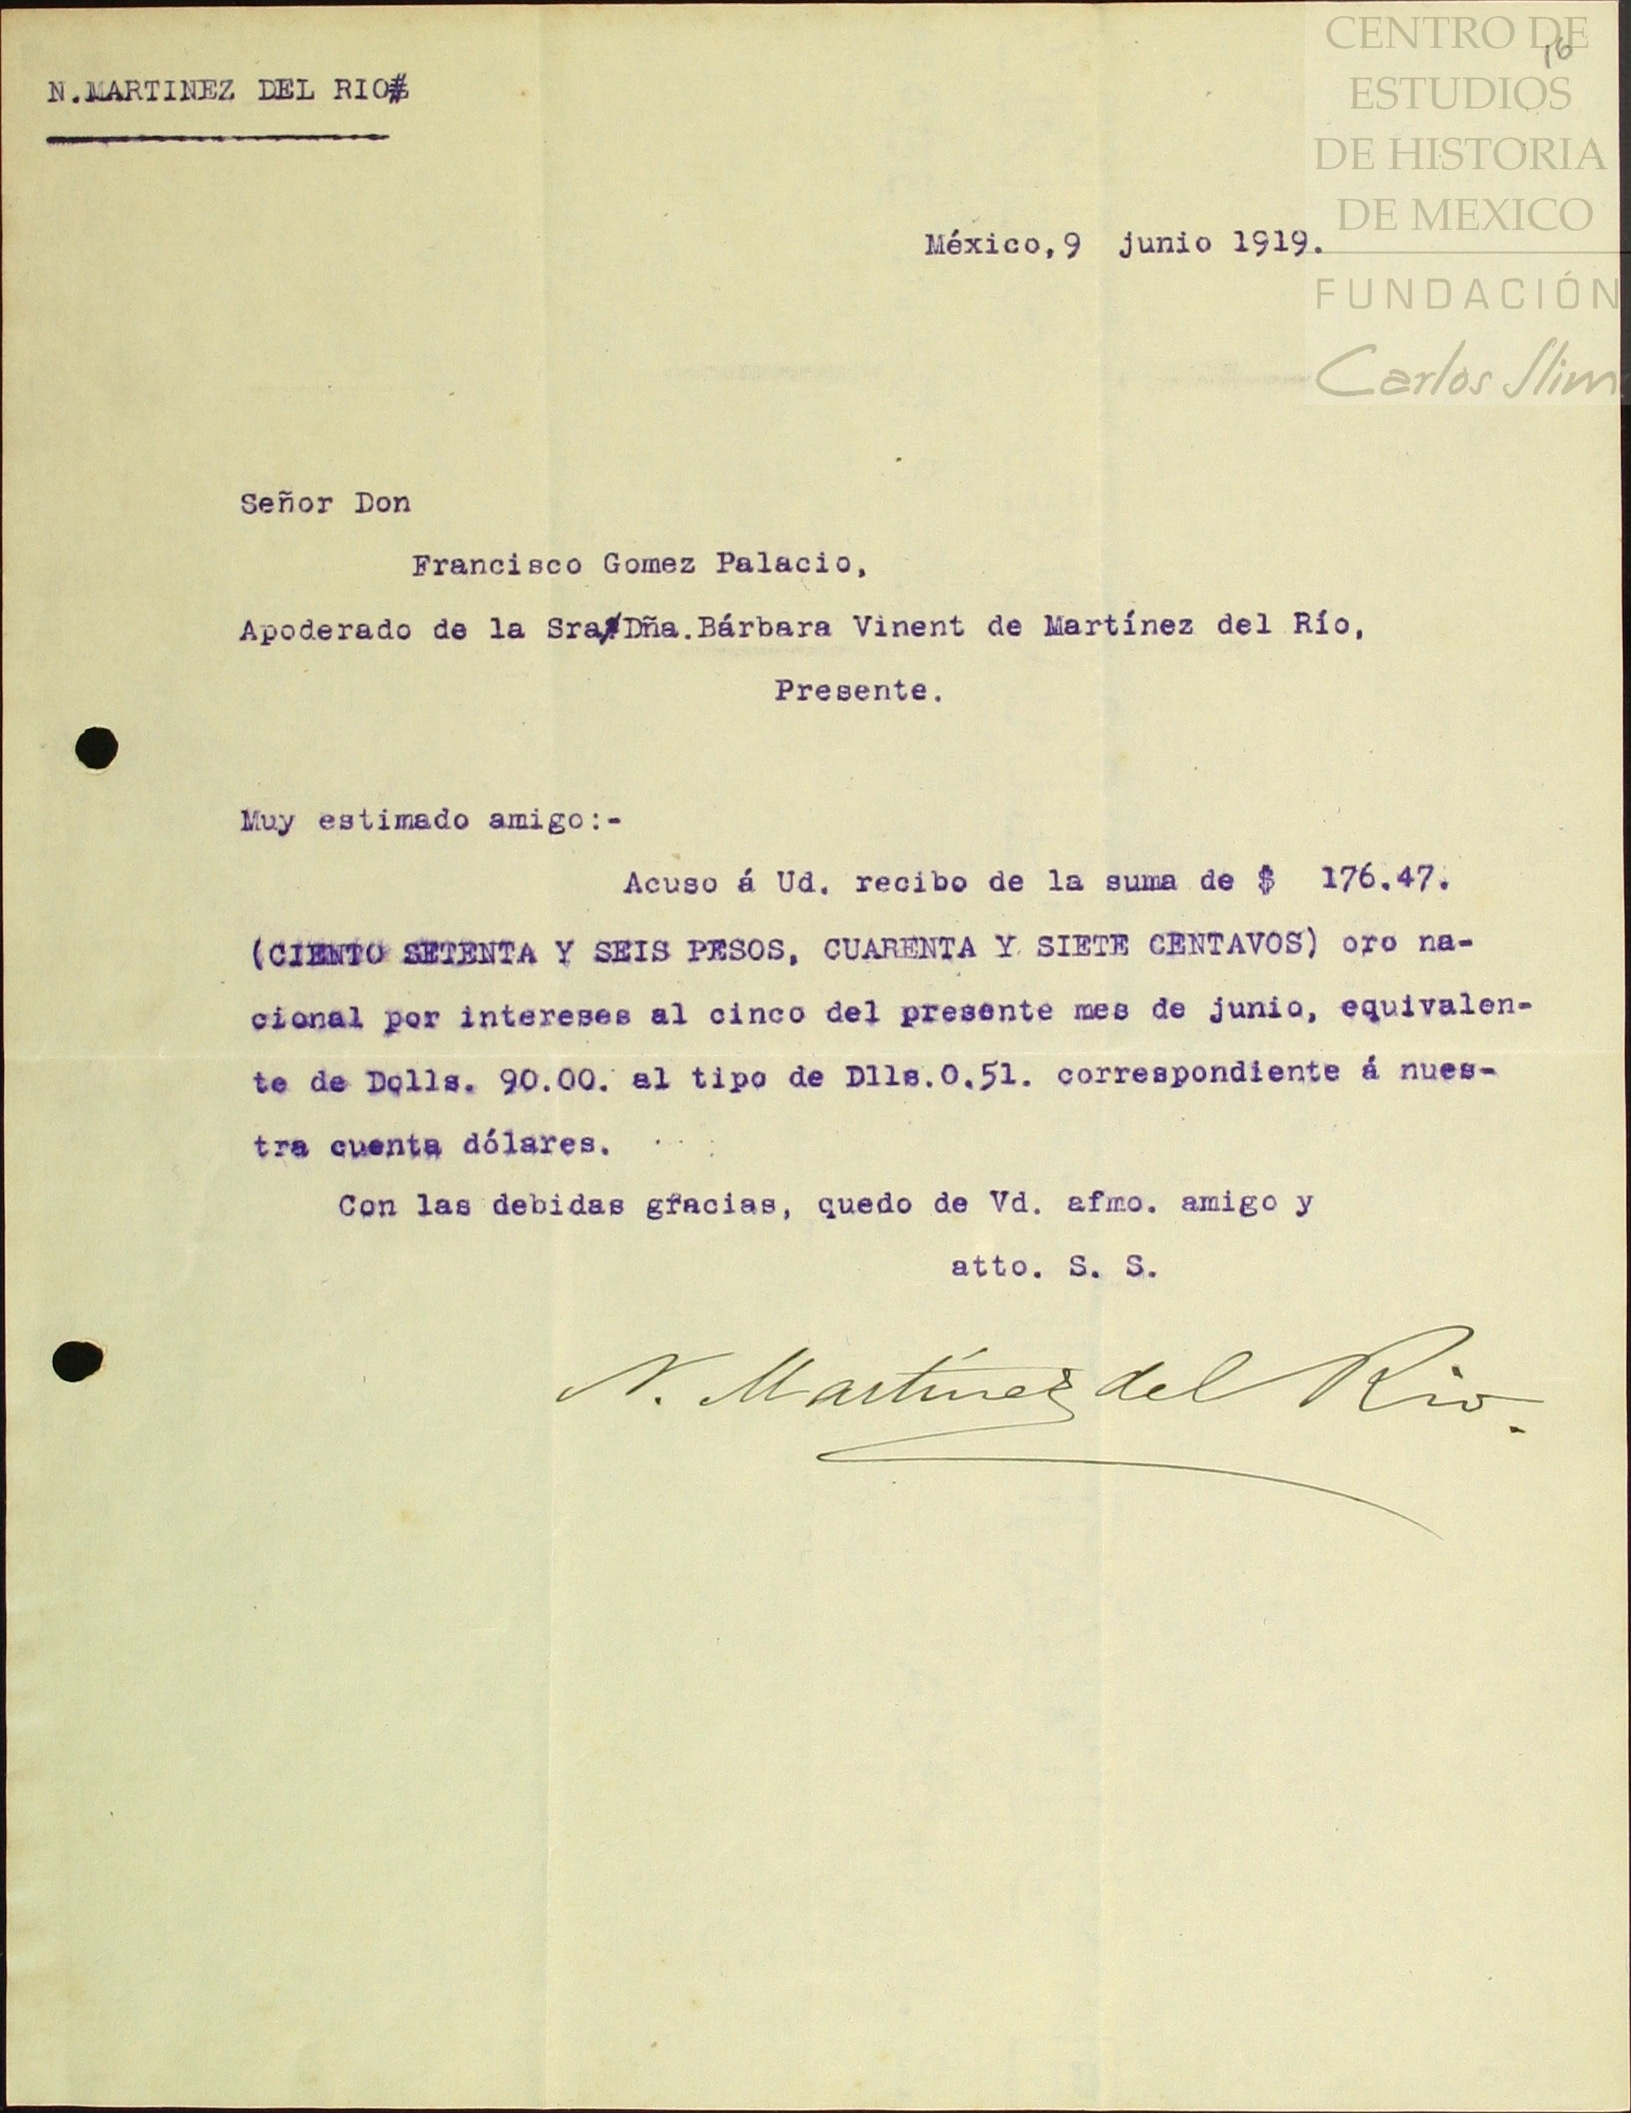 CENTRO DE
ESTUDIOS
DE HISTORIA
DE MEXICO
FUNDACIÓN
Carlos Slim
16
N.MARTINEZ DEL RIO
México, 9 junio 1919.
Señor Don
Francisco Gomez Palacio,
Apoderado de la Sra. Dña. Bárbara Vinent de Martínez del Río,
Presente.
Muy estimado amigo:-
Acuso á Ud. recibo de la suma de $ 176.47.
(CIENTO SETENTA Y SEIS PESOS, CUARENTA Y SIETE CENTAVOS) oro na-
cional por intereses al cinco del presente mes de junio, equivalen-
te de Dolls. 90.00. al tipo de Dlls.0.51. correspondiente á nues-
tra cuenta dólares.
Con las debidas gracias, quedo de Vd. afmo. amigo y
atto. S. S.
N. Martínez del Rio.